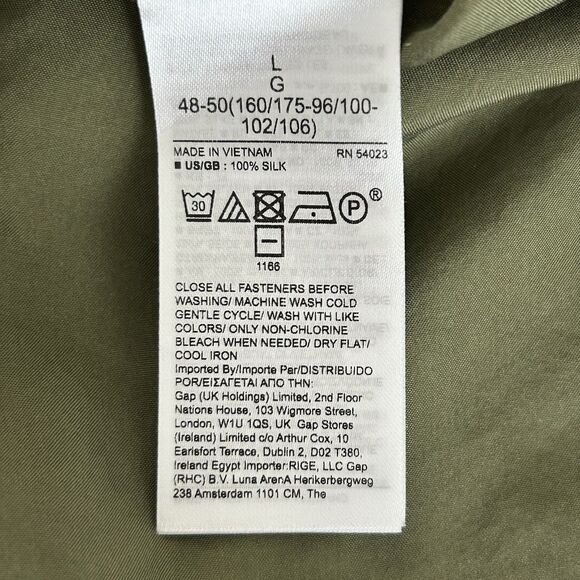 L
G
48-50(160/175-96/100-
102/106)
MADE IN VIETNAM RN 54023
■ US/GB : 100% SILK
30 P®
1166
CLOSE ALL FASTENERS BEFORE
WASHING/ MACHINE WASH COLD
GENTLE CYCLE/ WASH WITH LIKE
COLORS/ ONLY NON-CHLORINE
BLEACH WHEN NEEDED/ DRY FLAT/
COOL IRON
Imported By/Importe Par/DISTRIBUIDO
POR/ΕΙΣΑΓΕΤΑΙ ΑΠΟ ΤΗΝ:
Gap (UK Holdings) Limited, 2nd Floor
Nations House, 103 Wigmore Street,
London, W1U 1QS, UK Gap Stores
(Ireland) Limited c/o Arthur Cox, 10
Earlsfort Terrace, Dublin 2, D02 T380,
Ireland Egypt Importer:RIGE, LLC Gap
(RHC) B.V. Luna ArenA Herikerbergweg
238 Amsterdam 1101 CM, The